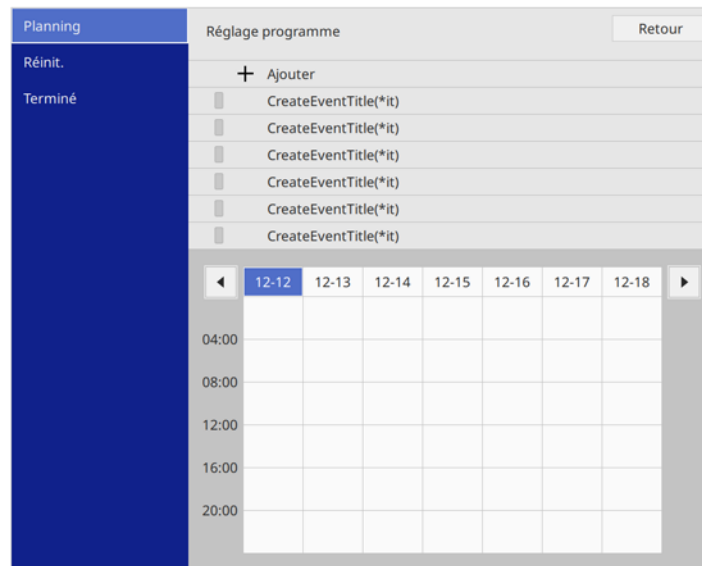 Planning
Réinit.
Terminé
Réglage programme
Retour
+ Ajouter
CreateEventTitle(*it)
CreateEventTitle(*it)
CreateEventTitle(*it)
CreateEventTitle(*it)
CreateEventTitle(*it)
CreateEventTitle(*it)
12-12 12-13 12-14 12-15 12-16 12-17 12-18
04:00
08:00
12:00
16:00
20:00